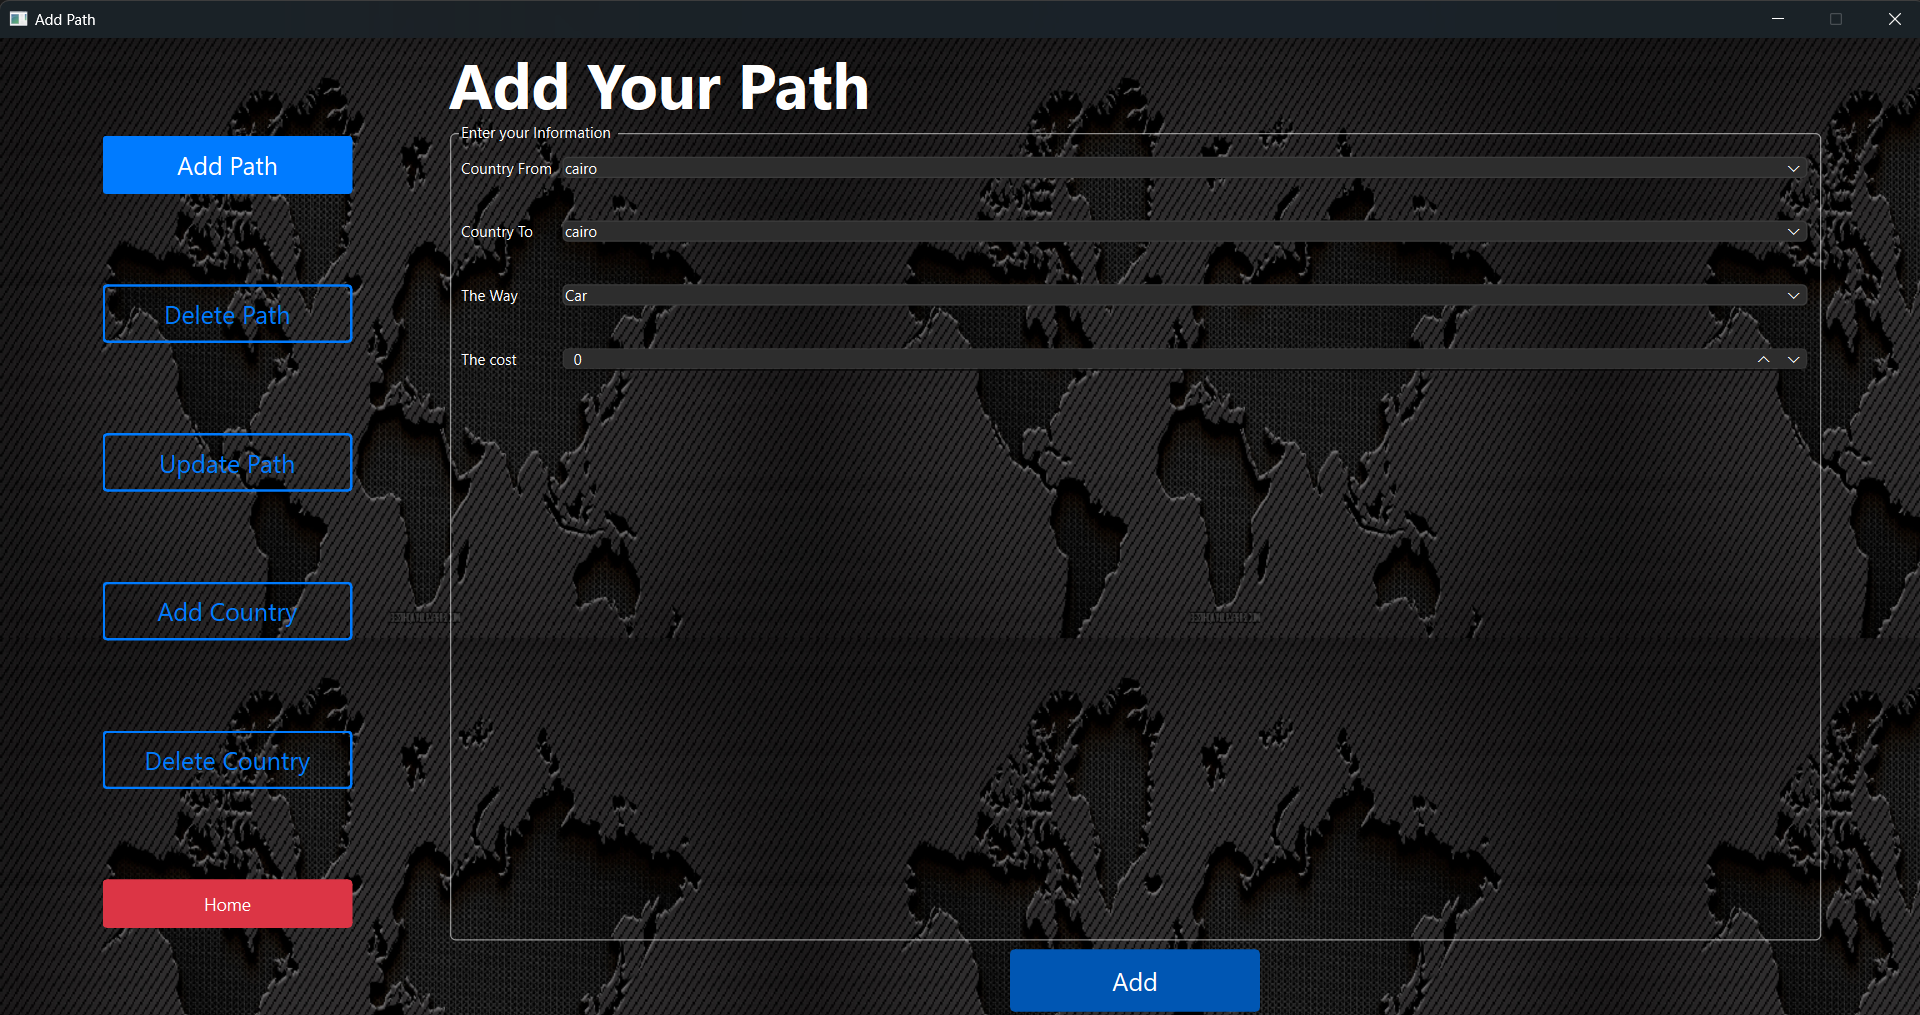 Add Path
Add Your Path
Enter your Information
Country From cairo
Country To cairo
The Way Car
The cost 0
Add Path
Delete Path
Update Path
Add Country
Delete Country
Home
Add